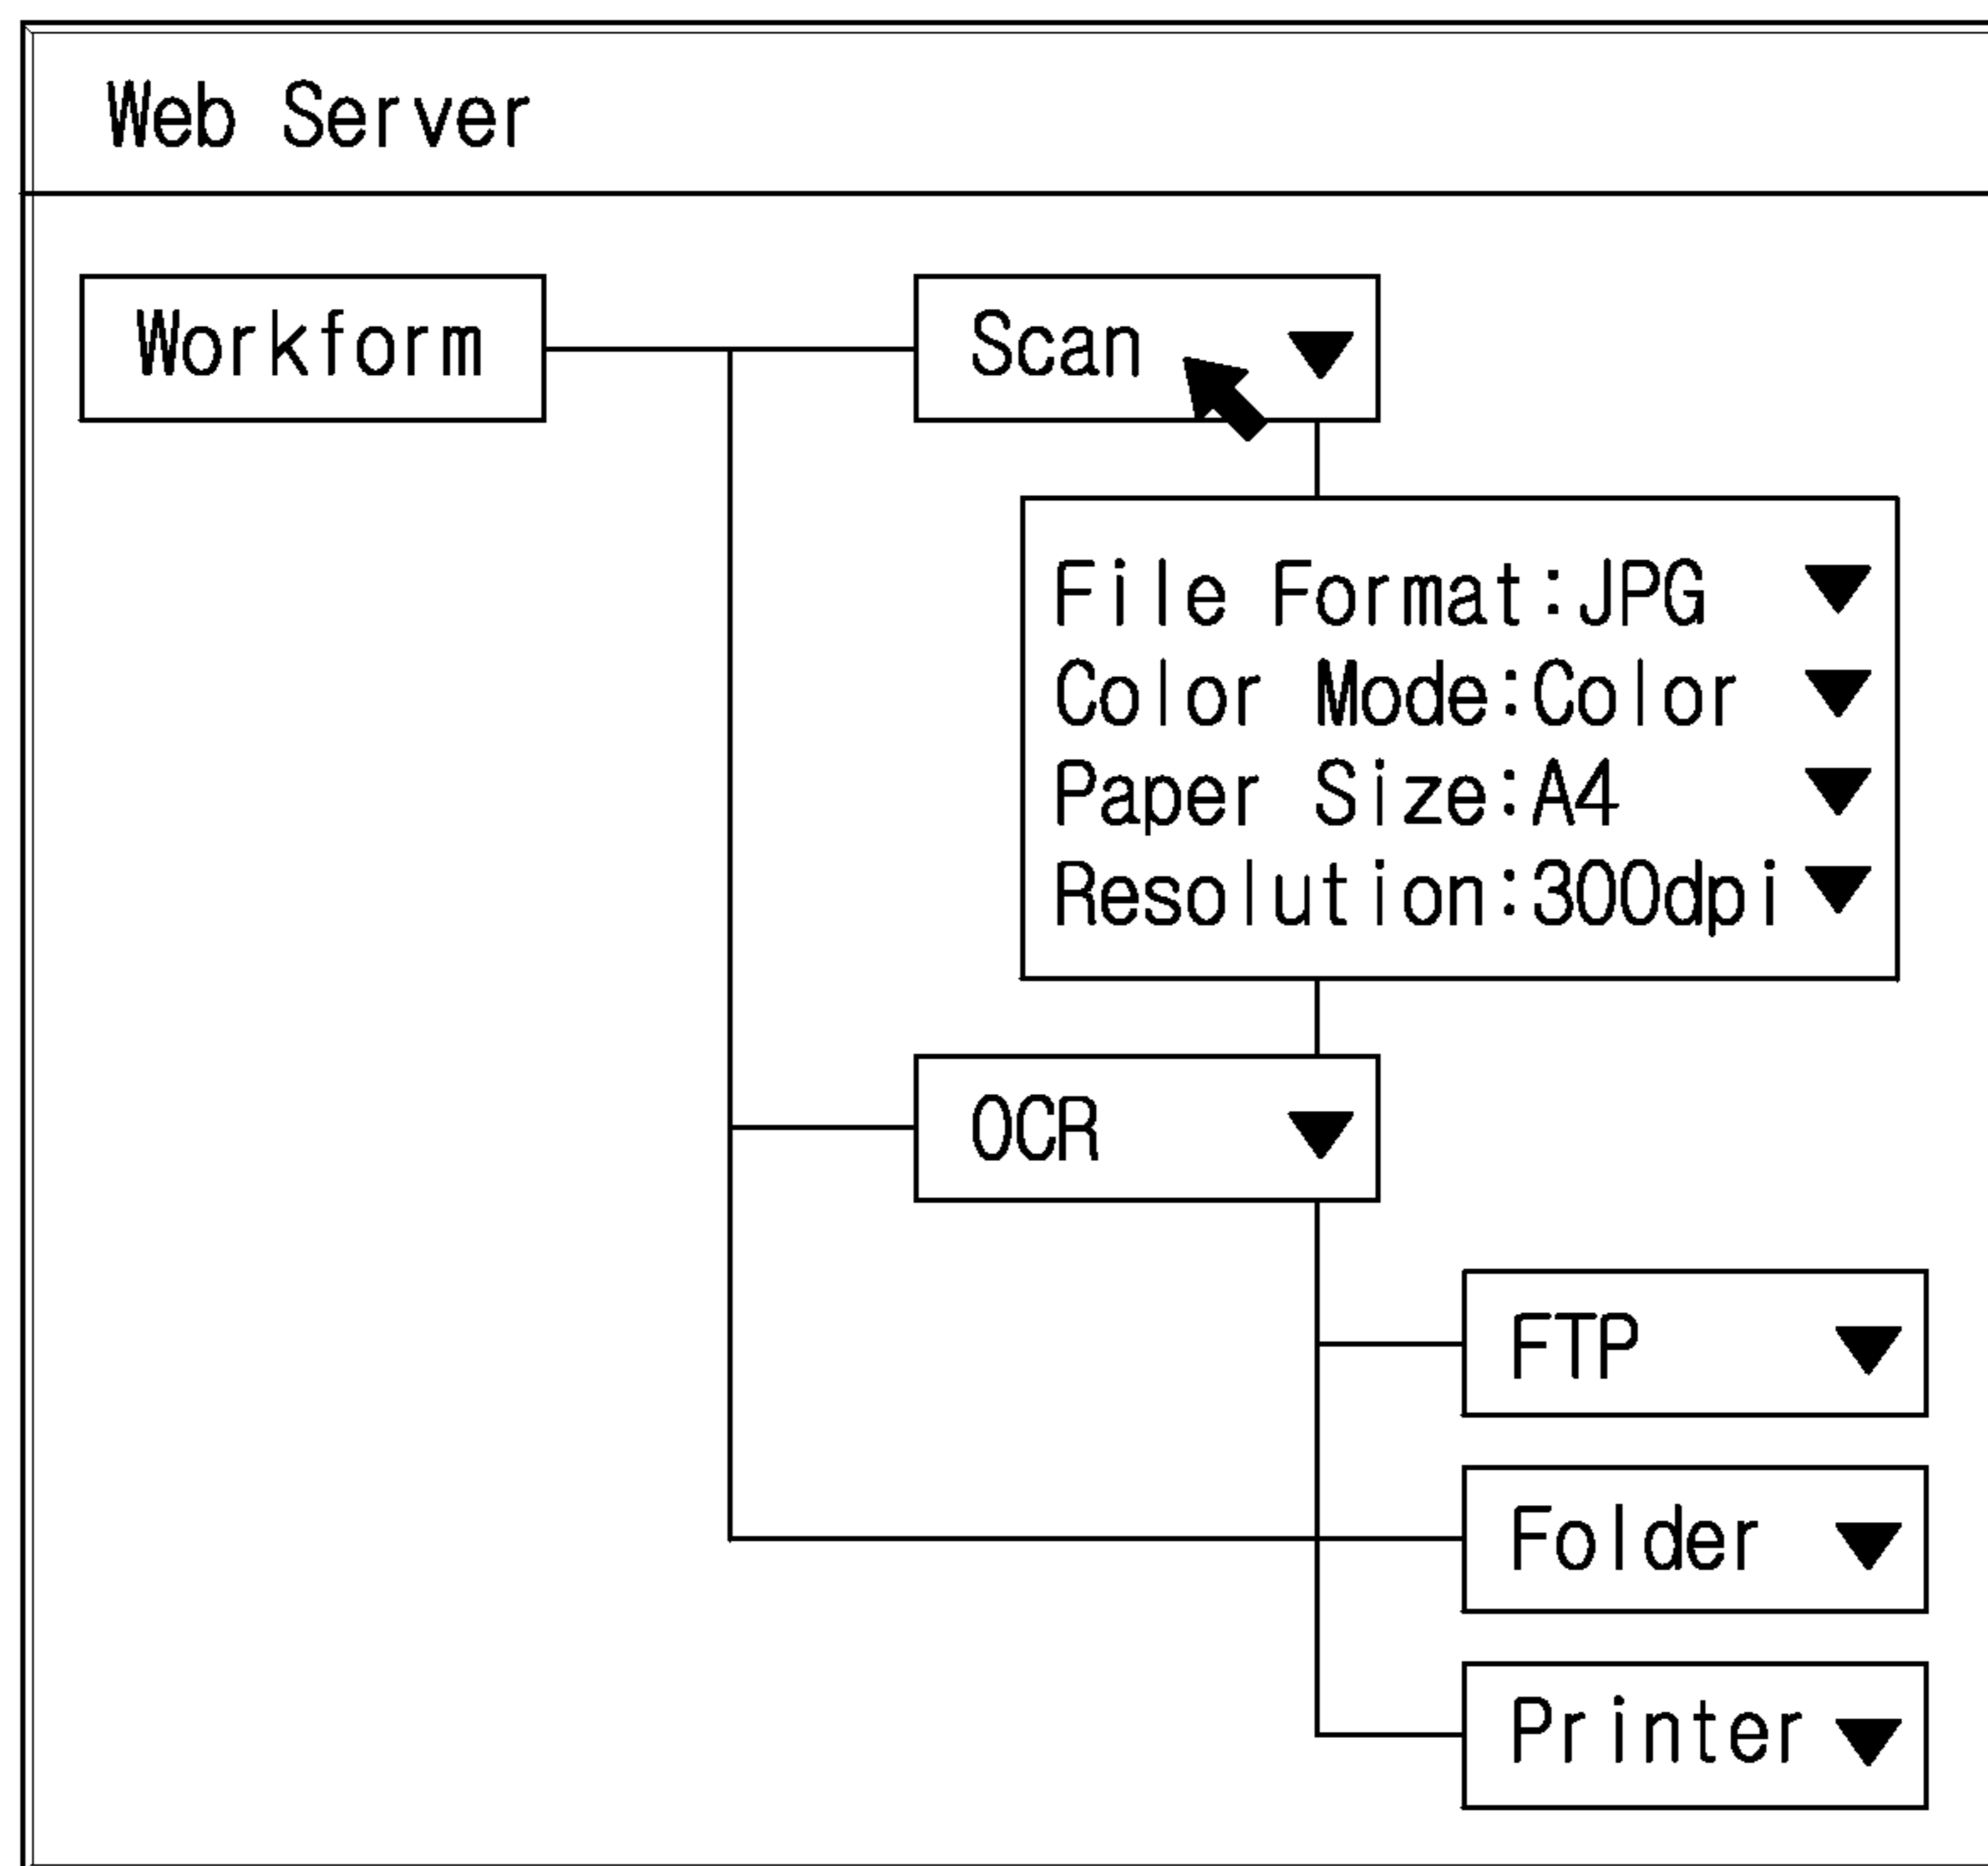 Web Server
Workform
Scan
File Format:JPG
Color Mode:Color
Paper Size:A4
Resolution:300dpi
OCR
FTP
Folder
Printer